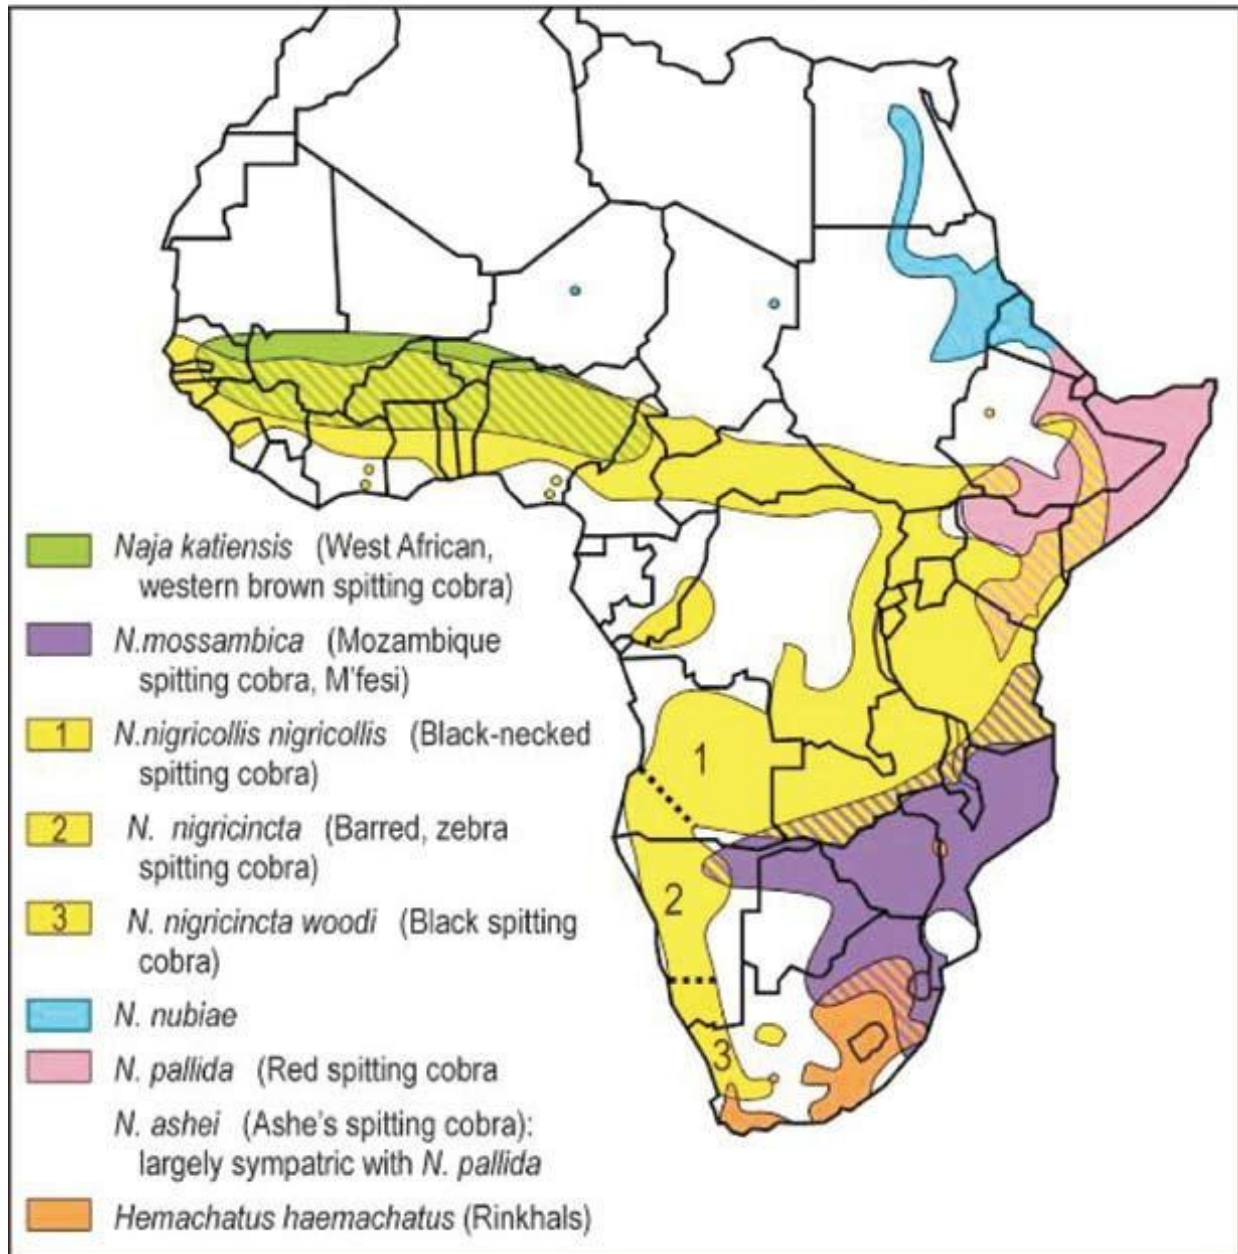 1
2
3
Naja katiensis (West African,
western brown spitting cobra)
N.mossambica (Mozambique
spitting cobra, M'fesi)
1 N.nigricollis nigricollis (Black-necked
spitting cobra)
2 N. nigricincta (Barred, zebra
spitting cobra)
3 N. nigricincta woodi (Black spitting
cobra)
N. nubiae
N. pallida (Red spitting cobra
N. ashei (Ashe's spitting cobra):
largely sympatric with N. pallida
Hemachatus haemachatus (Rinkhals)